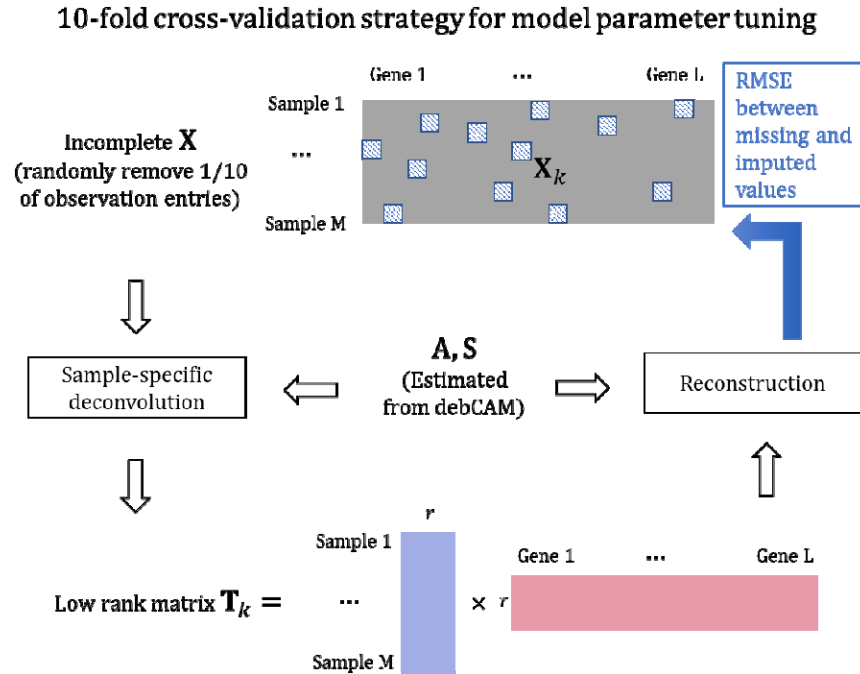 10-fold cross-validation strategy for model parameter tuning
Gene 1 ... Gene L
RMSE
between
missing and
imputed
values
Sample 1
Incomplete X
(randomly remove 1/10
of observation entries)
...
X_k
Sample M
A, S
(Estimated
from debCAM)
Sample-specific
deconvolution
Reconstruction
r
Sample 1
Gene 1 ... Gene L
Low rank matrix T_k = ... × r
Sample M